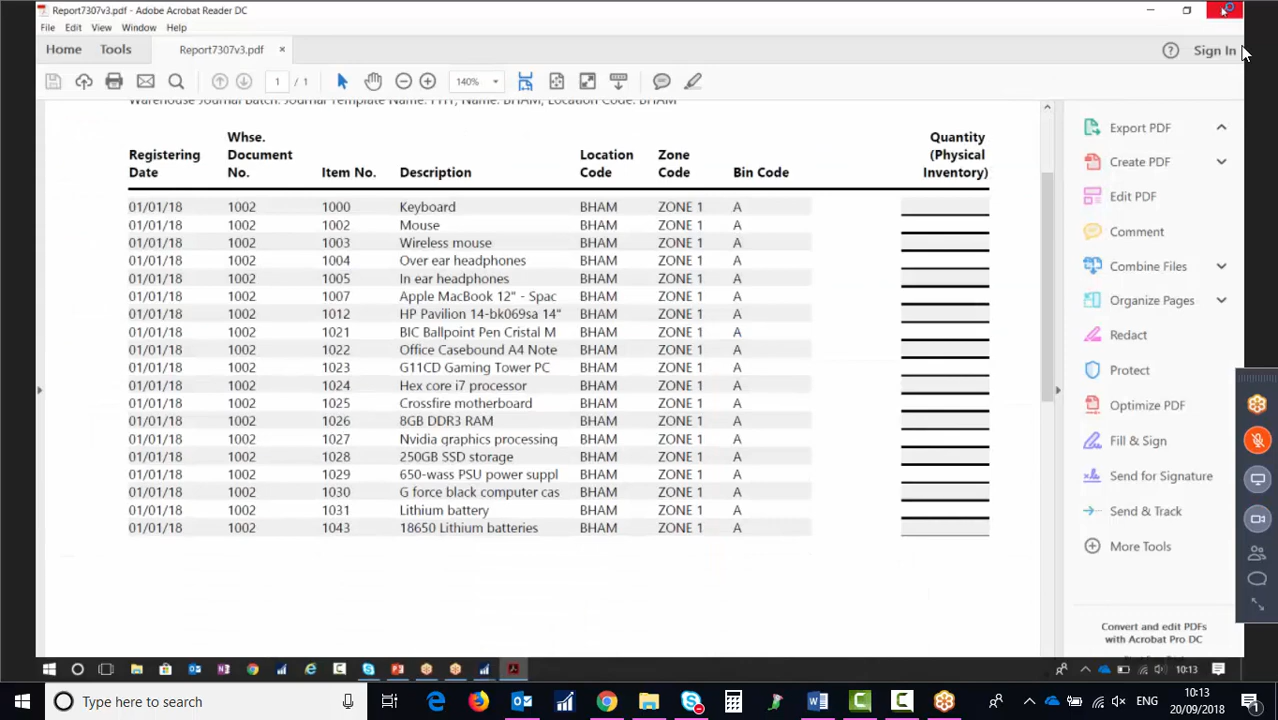 Report7307v3.pdf - Adobe Acrobat Reader DC
File Edit View Window Help
Home Tools Report7307v3.pdf × Sign In
1 / 1 140%
Warehouse Journal Batch: Journal Template Name: PHY, Name: BHAM, Location Code: BHAM
Registering Date Whse. Document No. Item No. Description Location Code Zone Code Bin Code Quantity (Physical Inventory)
01/01/18 1002 1000 Keyboard BHAM ZONE 1 A
01/01/18 1002 1002 Mouse BHAM ZONE 1 A
01/01/18 1002 1003 Wireless mouse BHAM ZONE 1 A
01/01/18 1002 1004 Over ear headphones BHAM ZONE 1 A
01/01/18 1002 1005 In ear headphones BHAM ZONE 1 A
01/01/18 1002 1007 Apple MacBook 12" - Spac BHAM ZONE 1 A
01/01/18 1002 1012 HP Pavilion 14-bk069sa 14" BHAM ZONE 1 A
01/01/18 1002 1021 BIC Ballpoint Pen Cristal M BHAM ZONE 1 A
01/01/18 1002 1022 Office Casebound A4 Note BHAM ZONE 1 A
01/01/18 1002 1023 G11CD Gaming Tower PC BHAM ZONE 1 A
01/01/18 1002 1024 Hex core i7 processor BHAM ZONE 1 A
01/01/18 1002 1025 Crossfire motherboard BHAM ZONE 1 A
01/01/18 1002 1026 8GB DDR3 RAM BHAM ZONE 1 A
01/01/18 1002 1027 Nvidia graphics processing BHAM ZONE 1 A
01/01/18 1002 1028 250GB SSD storage BHAM ZONE 1 A
01/01/18 1002 1029 650-wass PSU power suppl BHAM ZONE 1 A
01/01/18 1002 1030 G force black computer cas BHAM ZONE 1 A
01/01/18 1002 1031 Lithium battery BHAM ZONE 1 A
01/01/18 1002 1043 18650 Lithium batteries BHAM ZONE 1 A
Export PDF
Create PDF
Edit PDF
Comment
Combine Files
Organize Pages
Redact
Protect
Optimize PDF
Fill & Sign
Send for Signature
Send & Track
More Tools
Convert and edit PDFs
with Acrobat Pro DC
10:13
Type here to search
ENG
10:13
20/09/2018